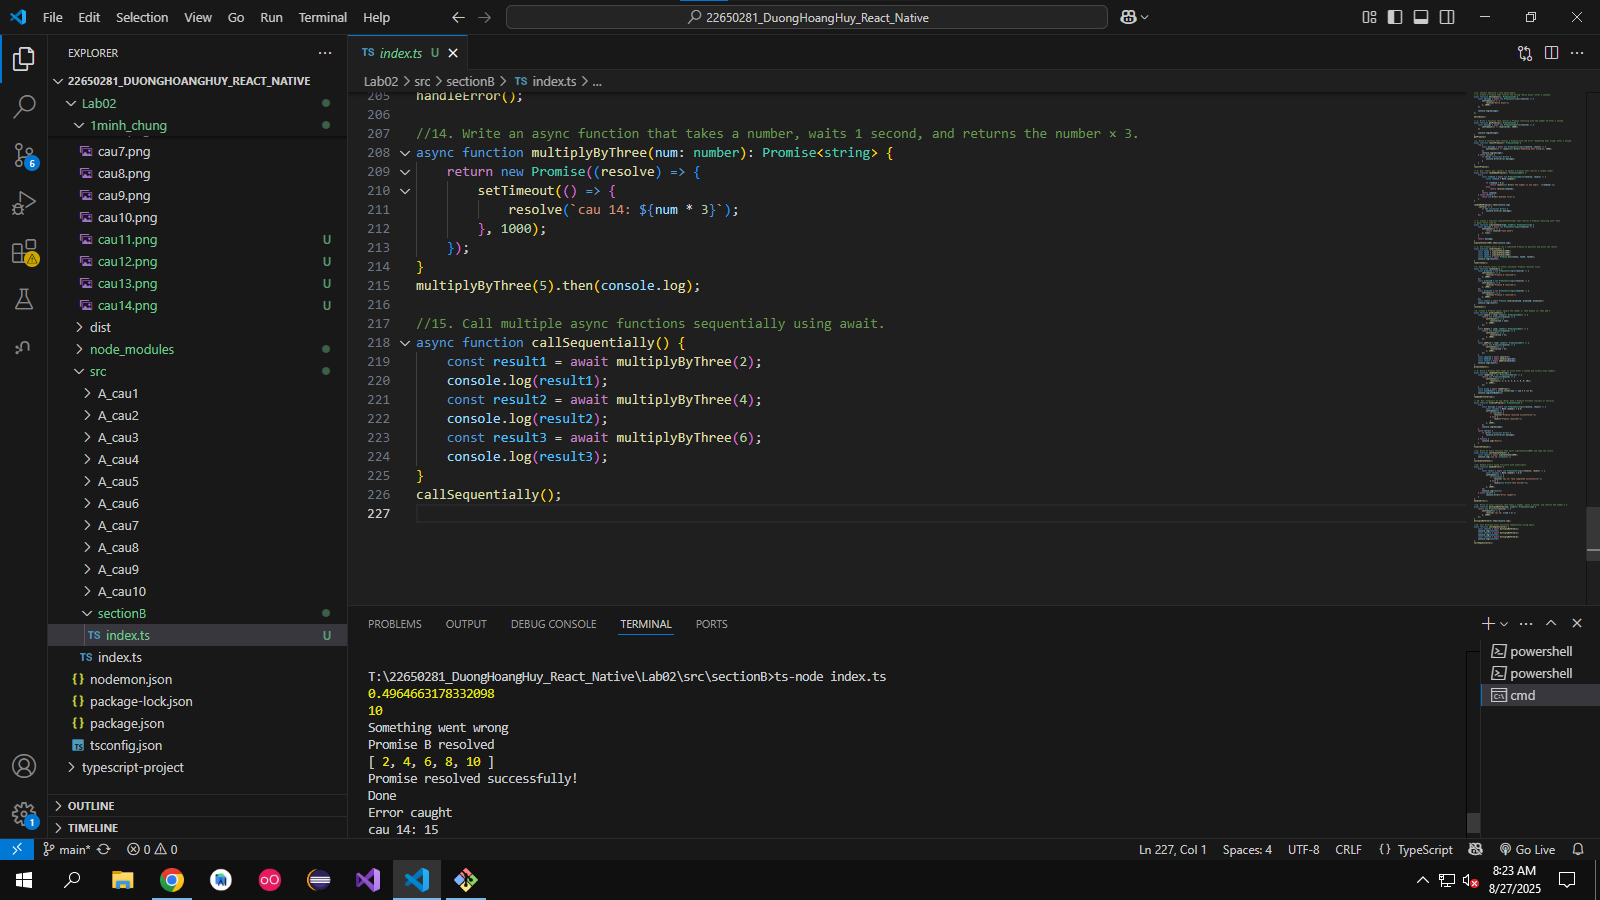 File Edit Selection View Go Run Terminal Help
22650281_DuongHoangHuy_React_Native
EXPLORER
22650281_DUONGHOANGHUY_REACT_NATIVE
Lab02
1minh_chung
cau7.png
cau8.png
cau9.png
cau10.png
cau11.png U
cau12.png U
cau13.png U
cau14.png U
dist
node_modules
src
A_cau1
A_cau2
A_cau3
A_cau4
A_cau5
A_cau6
A_cau7
A_cau8
A_cau9
A_cau10
sectionB
TS index.ts U
TS index.ts
{} nodemon.json
{} package-lock.json
{} package.json
TS tsconfig.json
typescript-project
OUTLINE
TIMELINE
6
1
TS index.ts U
Lab02 > src > sectionB > TS index.ts > ...
205 handleError();
206
207 //14. Write an async function that takes a number, waits 1 second, and returns the number × 3.
208 async function multiplyByThree(num: number): Promise<string> {
209 return new Promise((resolve) => {
210 setTimeout(() => {
211 resolve(`cau 14: ${num * 3}`);
212 }, 1000);
213 });
214 }
215 multiplyByThree(5).then(console.log);
216
217 //15. Call multiple async functions sequentially using await.
218 async function callSequentially() {
219 const result1 = await multiplyByThree(2);
220 console.log(result1);
221 const result2 = await multiplyByThree(4);
222 console.log(result2);
223 const result3 = await multiplyByThree(6);
224 console.log(result3);
225 }
226 callSequentially();
227
PROBLEMS OUTPUT DEBUG CONSOLE TERMINAL PORTS
T:\22650281_DuongHoangHuy_React_Native\Lab02\src\sectionB>ts-node index.ts
0.4964663178332098
10
Something went wrong
Promise B resolved
[ 2, 4, 6, 8, 10 ]
Promise resolved successfully!
Done
Error caught
cau 14: 15
powershell
powershell
cmd
main* 0 0
Ln 227, Col 1 Spaces: 4 UTF-8 CRLF {} TypeScript Go Live
8:23 AM
8/27/2025